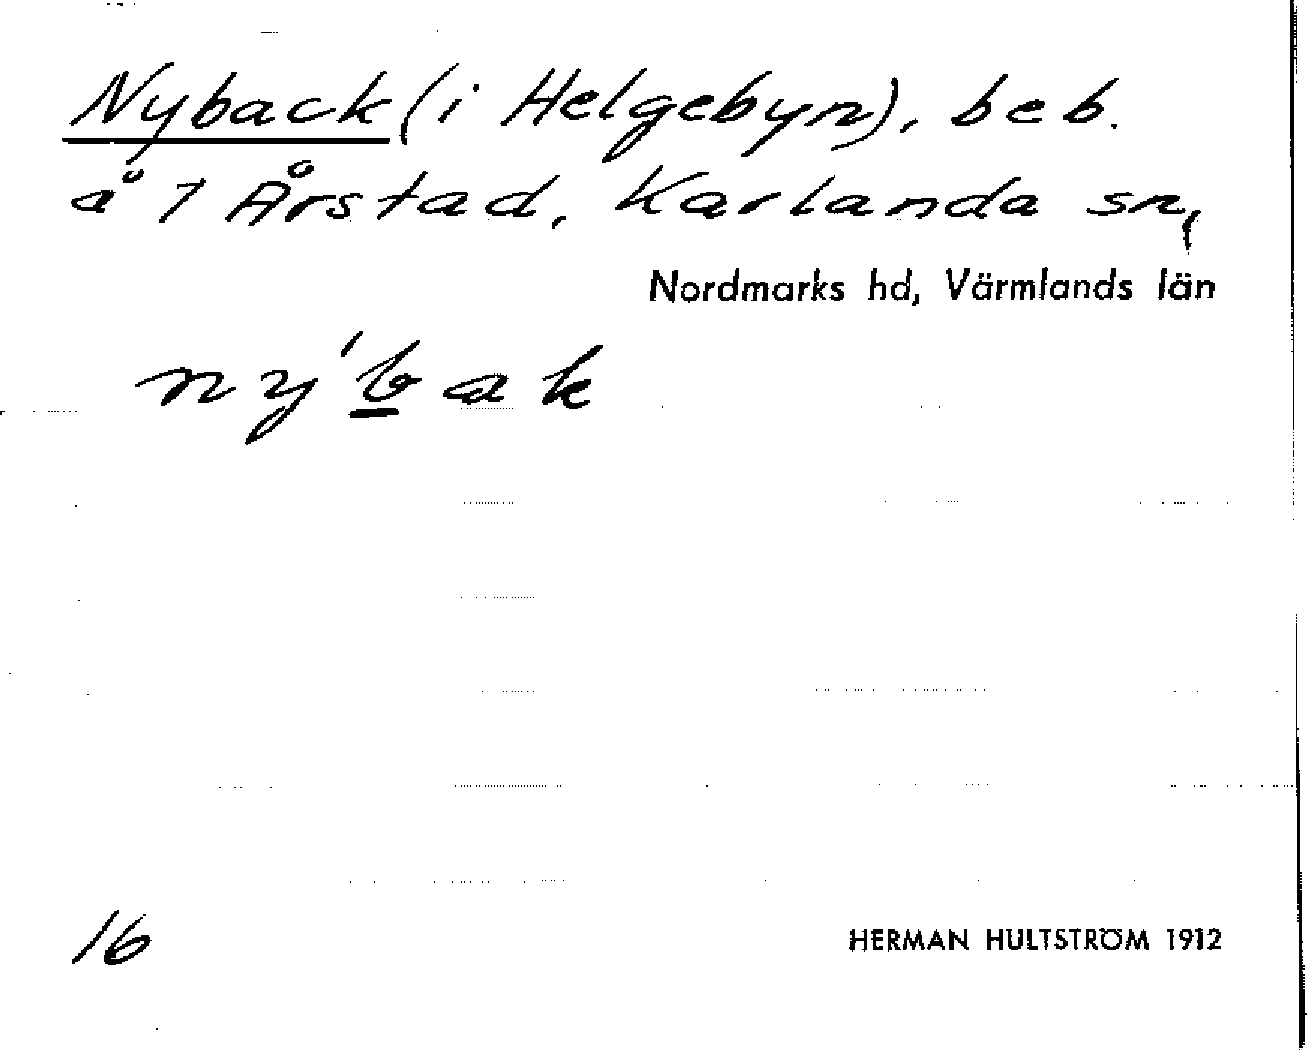 Nyback (i Helgebyn), beb.
å 1 Årstad, Karlanda sn,
Nordmarks hd, Värmlands län
ny'bak
16
HERMAN HULTSTRÖM 1912